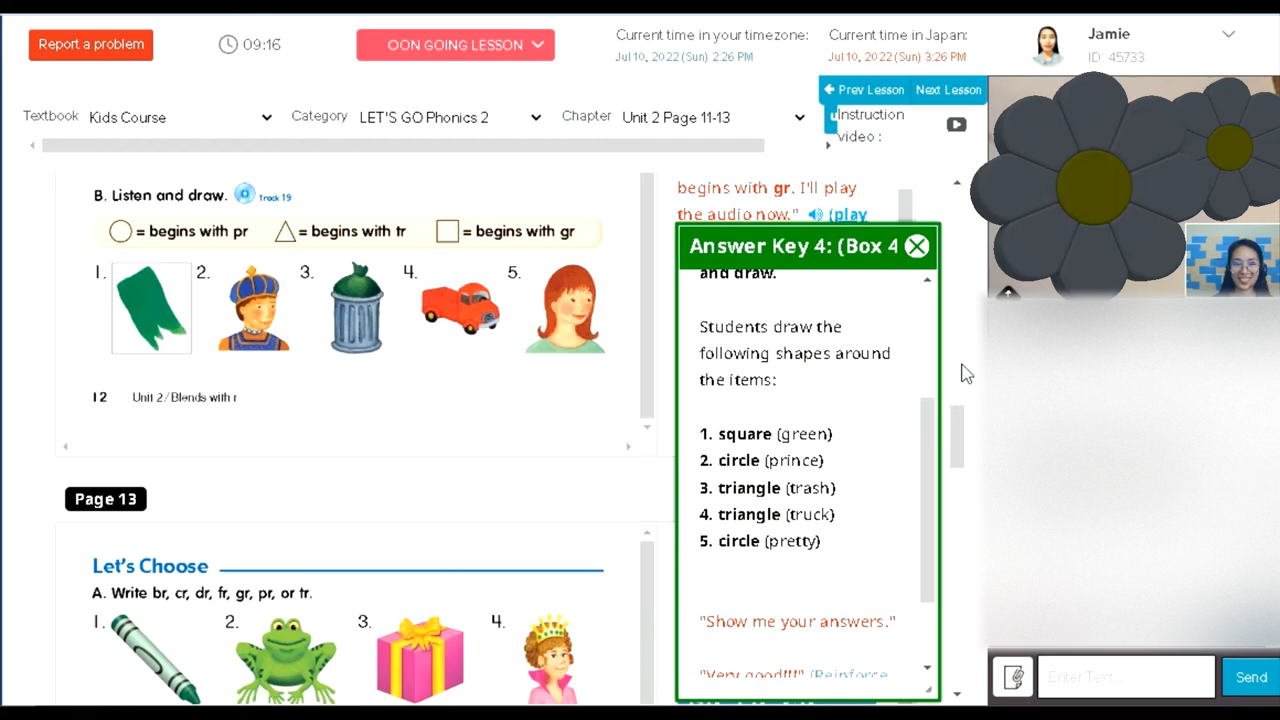 Report a problem
09:16
OON GOING LESSON
Current time in your timezone:
Jul 10, 2022 (Sun) 2:26 PM
Current time in Japan:
Jul 10, 2022 (Sun) 3:26 PM
Jamie
ID: 45733
Prev Lesson
Next Lesson
Textbook
Kids Course
Category
LET'S GO Phonics 2
Chapter
Unit 2 Page 11-13
Instruction
video :
B. Listen and draw.
Track 19
= begins with pr
= begins with tr
= begins with gr
1.
2.
3.
4.
5.
12
Unit 2/Blends with r
begins with gr. I'll play
the audio now."
(play
Answer Key 4: (Box 4
and draw.
Students draw the
following shapes around
the items:
1. square (green)
2. circle (prince)
3. triangle (trash)
4. triangle (truck)
5. circle (pretty)
"Show me your answers."
"Very good!!!" (Reinforce
Page 13
Let's Choose
A. Write br, cr, dr, fr, gr, pr, or tr.
1.
2.
3.
4.
Enter Text...
Send